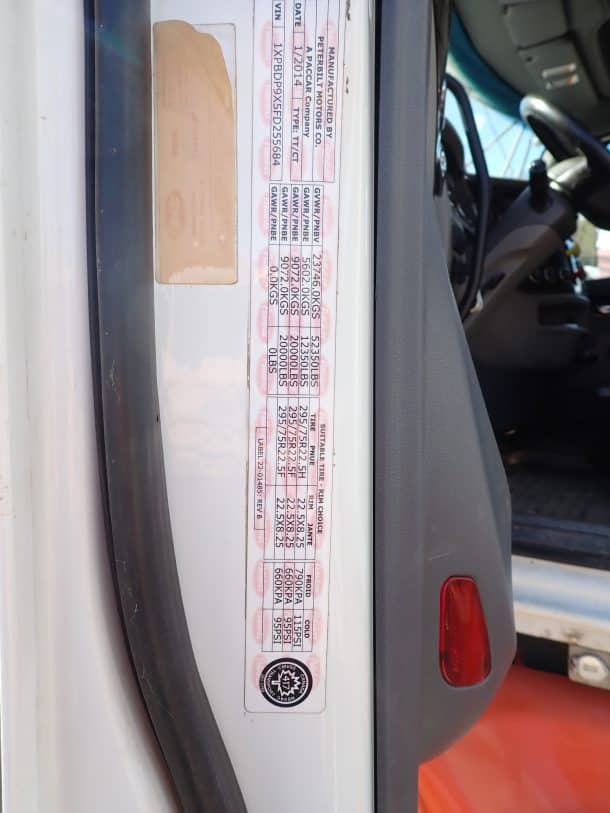 MANUFACTURED BY
PETERBILT MOTORS CO.
A PACCAR Company
DATE 1/2014 TYPE: TT/CT
VIN 1XPBDP9X5FD255684
GVWR/PNBV 23746.0KGS 52350LBS
GAWR/PNBE 5602.0KGS 12350LBS
GAWR/PNBE 9072.0KGS 20000LBS
GAWR/PNBE 9072.0KGS 20000LBS
GAWR/PNBE 0.0KGS 0LBS
SUITABLE TIRE - RIM CHOICE
TIRE PNUE RIM JANTE FROID COLD
295/75R22.5H 22.5X8.25 790KPA 115PSI
295/75R22.5F 22.5X8.25 660KPA 95PSI
295/75R22.5F 22.5X8.25 660KPA 95PSI
LABEL 22-01485: REV B
CANADA
417